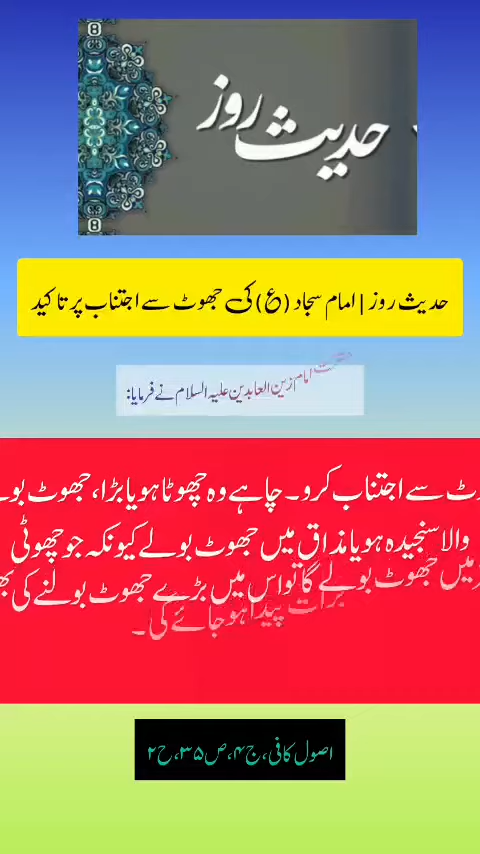 حدیث روز
حدیث روز | امام سجاد (ع) کی جھوٹ سے اجتناب پر تاکید
حضرت امام زین العابدین علیہ السلام نے فرمایا:
سے اجتناب کرو۔ چاہے وہ چھوٹا ہو یا بڑا، جھوٹ
والا سنجیدہ ہو یا مذاق میں جھوٹ بولے کیونکہ جو چھوٹی
میں جھوٹ بولے گا تو اس میں بڑے جھوٹ بولنے کی
جرات پیدا ہو جائے گی۔
اصول کافی، ج۴، ص۳۵، ح۲